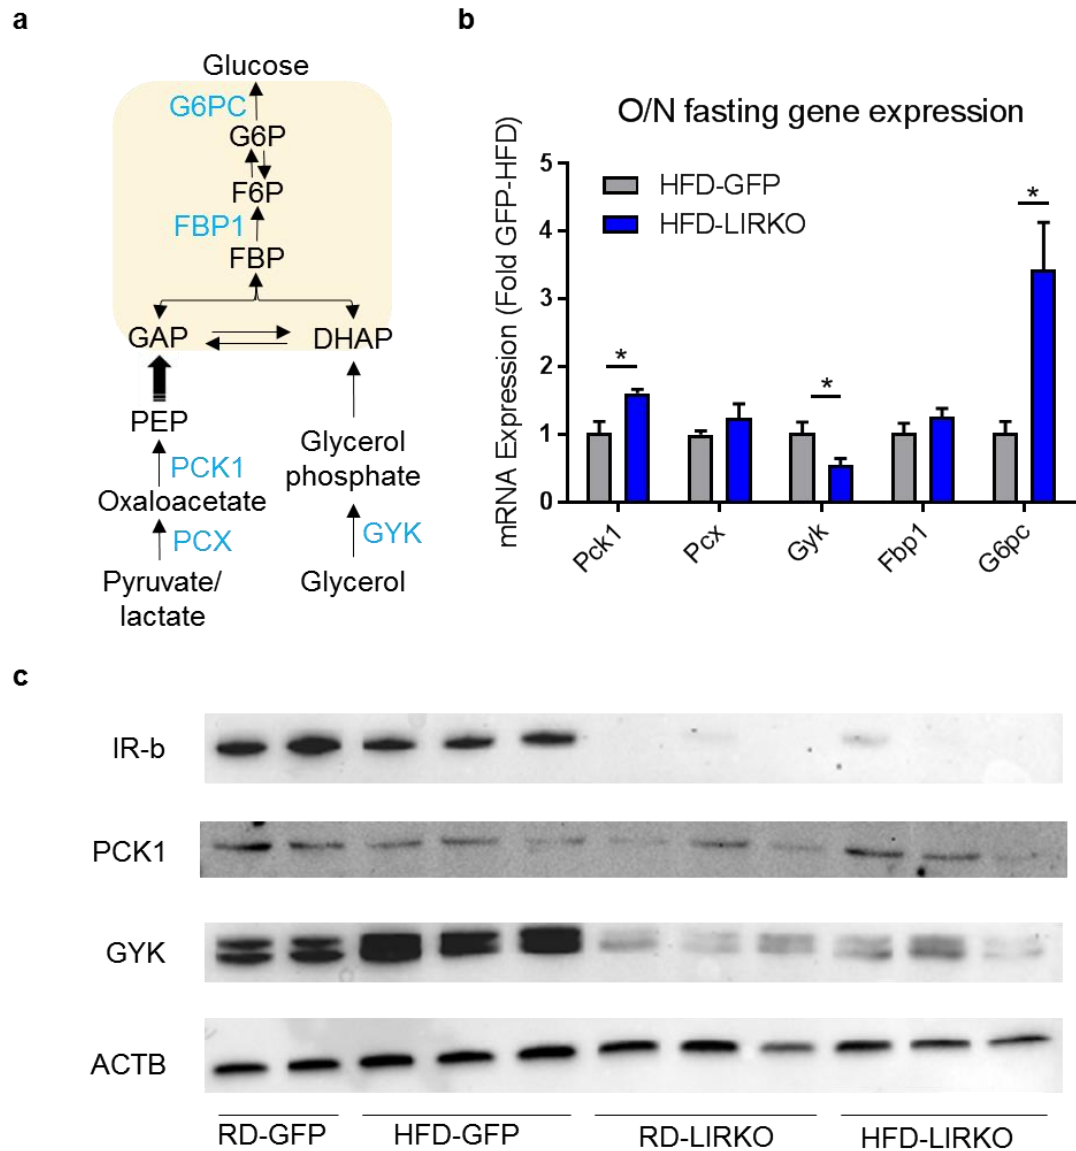 a
Glucose
G6PC
G6P
F6P
FBP1
FBP
GAP
DHAP
PEP
PCK1
Oxaloacetate
PCX
Pyruvate/
lactate
Glycerol
phosphate
GYK
Glycerol
b
O/N fasting gene expression
mRNA Expression (Fold GFP-HFD)
5
4
3
2
1
0
HFD-GFP
HFD-LIRKO
*
*
*
Pck1
Pcx
Gyk
Fbp1
G6pc
c
IR-b
PCK1
GYK
ACTB
RD-GFP
HFD-GFP
RD-LIRKO
HFD-LIRKO